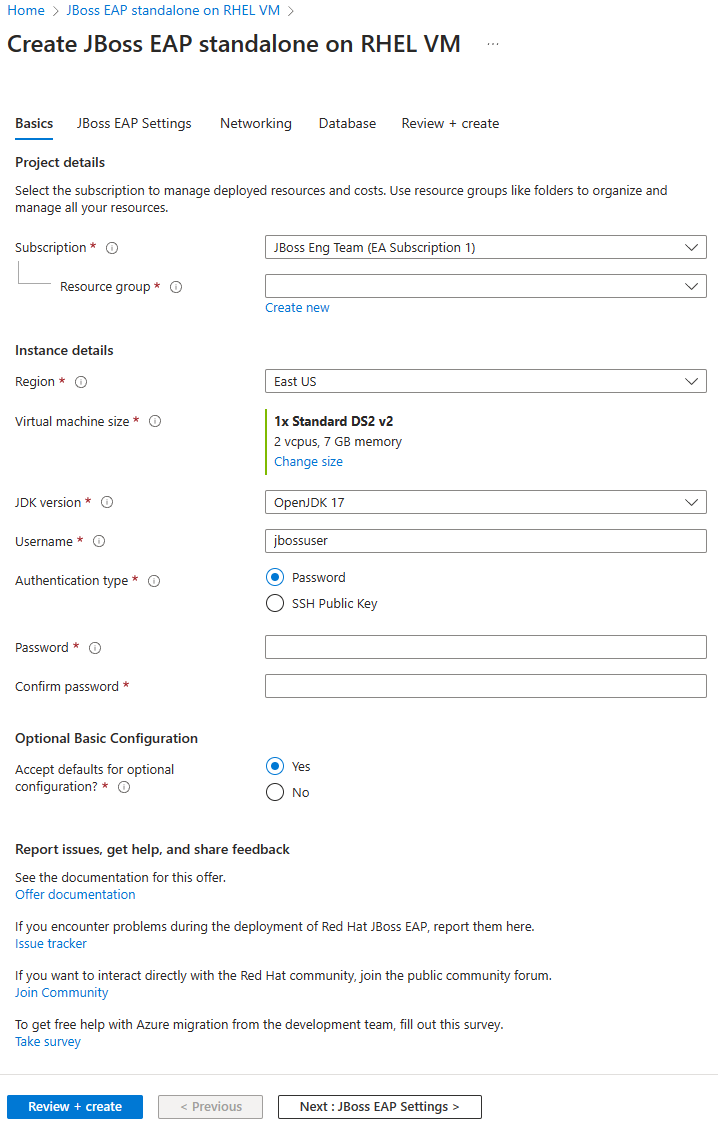 Home > JBoss EAP standalone on RHEL VM >
Create JBoss EAP standalone on RHEL VM ...
Basics JBoss EAP Settings Networking Database Review + create
Project details
Select the subscription to manage deployed resources and costs. Use resource groups like folders to organize and
manage all your resources.
Subscription * JBoss Eng Team (EA Subscription 1)
Resource group *
Create new
Instance details
Region * East US
Virtual machine size * 1x Standard DS2 v2
2 vcpus, 7 GB memory
Change size
JDK version * OpenJDK 17
Username * jbossuser
Authentication type * Password
SSH Public Key
Password *
Confirm password *
Optional Basic Configuration
Accept defaults for optional Yes
configuration? * No
Report issues, get help, and share feedback
See the documentation for this offer.
Offer documentation
If you encounter problems during the deployment of Red Hat JBoss EAP, report them here.
Issue tracker
If you want to interact directly with the Red Hat community, join the public community forum.
Join Community
To get free help with Azure migration from the development team, fill out this survey.
Take survey
Review + create < Previous Next : JBoss EAP Settings >